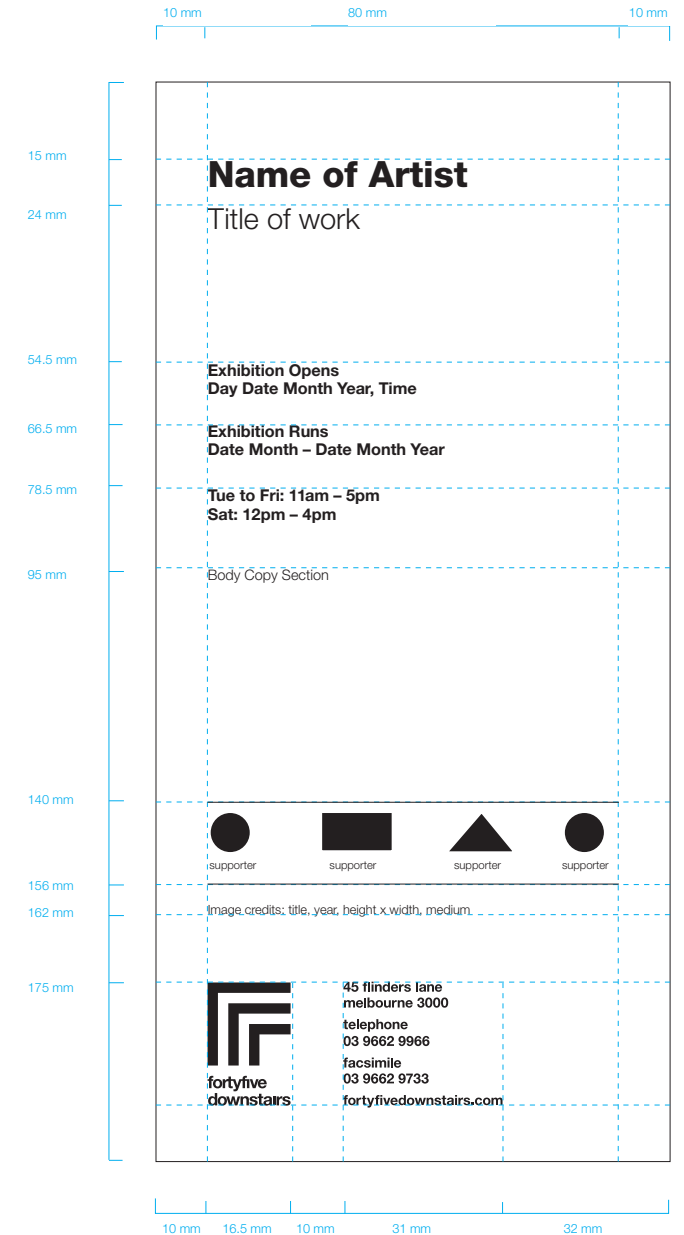 10 mm 80 mm 10 mm
15 mm
Name of Artist
24 mm
Title of work
54.5 mm
Exhibition Opens
Day Date Month Year, Time
66.5 mm
Exhibition Runs
Date Month – Date Month Year
78.5 mm
Tue to Fri: 11am – 5pm
Sat: 12pm – 4pm
95 mm
Body Copy Section
140 mm
supporter supporter supporter supporter
156 mm
162 mm
Image credits: title, year, height x width, medium
175 mm
45 flinders lane
melbourne 3000
telephone
03 9662 9966
facsimile
03 9662 9733
fortyfivedownstairs.com
fortyfive
downstairs
10 mm 16.5 mm 10 mm 31 mm 32 mm